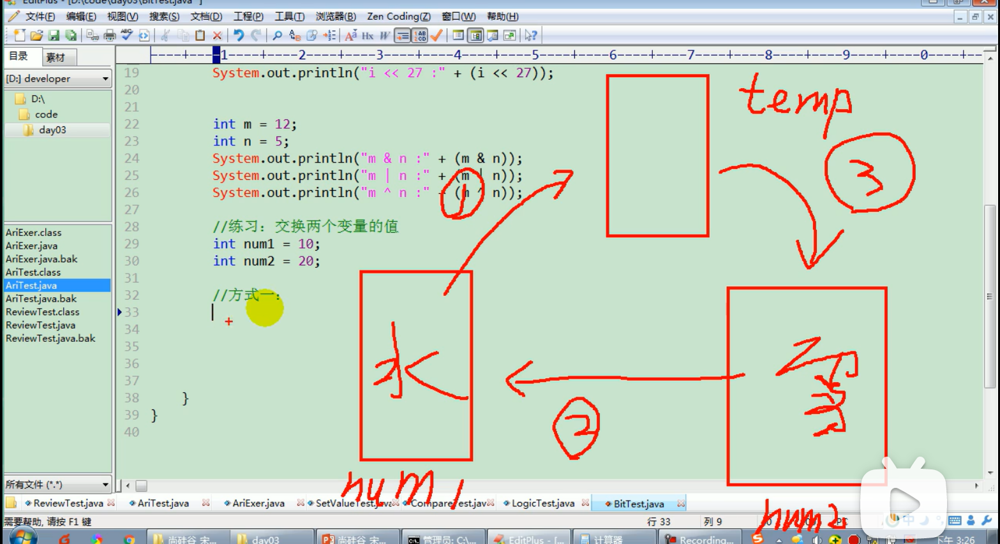 EditPlus - [D:\code\day03\BitTest.java *]
文件(F) 编辑(E) 视图(V) 搜索(S) 文档(D) 工程(P) 工具(T) 浏览器(B) Zen Coding(Z) 窗口(W) 帮助(H)
目录 素材
[D:] developer
D:\
code
day03
AriExer.class
AriExer.java
AriExer.java.bak
AriTest.class
AriTest.java
AriTest.java.bak
ReviewTest.class
ReviewTest.java
ReviewTest.java.bak
所有文件 (*.*)
----+----1----+----2----+----3----+----4----+----5----+----6----+----7----+----8----+----9----+----0----+--
19 System.out.println("i << 27 :" + (i << 27));
20
21
22 int m = 12;
23 int n = 5;
24 System.out.println("m & n :" + (m & n));
25 System.out.println("m | n :" + (m | n));
26 System.out.println("m ^ n :" + (m ^ n));
27
28 //练习：交换两个变量的值
29 int num1 = 10;
30 int num2 = 20;
31
32 //方式一：
33
34
35
36
37
38 }
39 }
40
temp
1
3
水
2
num1
num2
ReviewTest.java AriTest.java AriExer.java SetValueTest.java CompareTest.jav LogicTest.java BitTest.java
需要帮助, 请按 F1 键 行 33 列 9 PC 中
尚硅谷_宋... day03 尚硅谷_宋... 管理员: C:\... EditPlus - [... 计算器 Recording... 下午 3:26